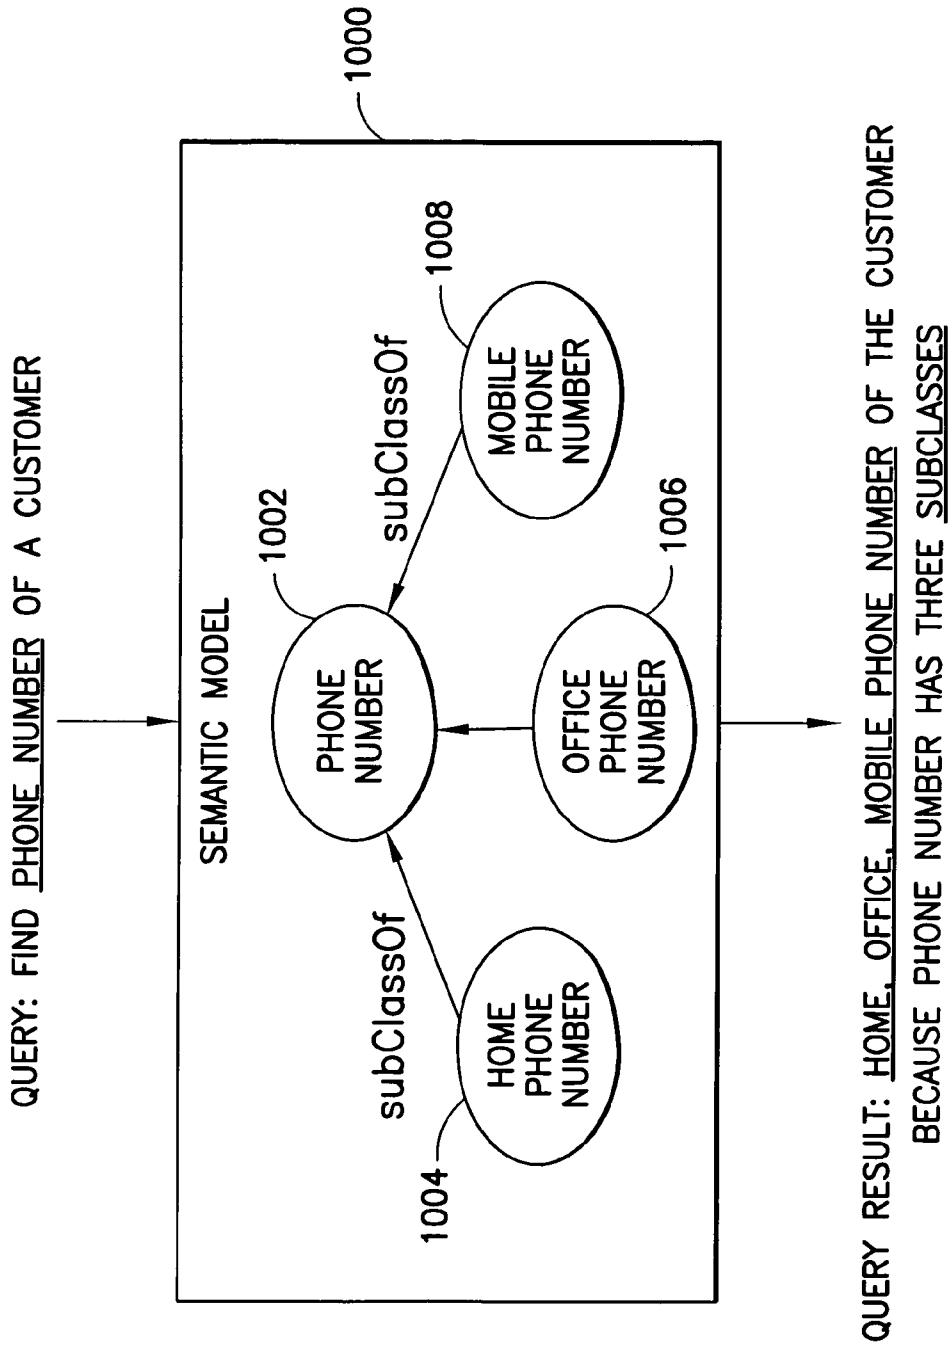 QUERY: FIND PHONE NUMBER OF A CUSTOMER
1000
SEMANTIC MODEL
1002
PHONE
NUMBER
subClassOf
subClassOf
1008
1004
HOME
PHONE
NUMBER
OFFICE
PHONE
NUMBER
MOBILE
PHONE
NUMBER
1006
QUERY RESULT: HOME, OFFICE, MOBILE PHONE NUMBER OF THE CUSTOMER
BECAUSE PHONE NUMBER HAS THREE SUBCLASSES